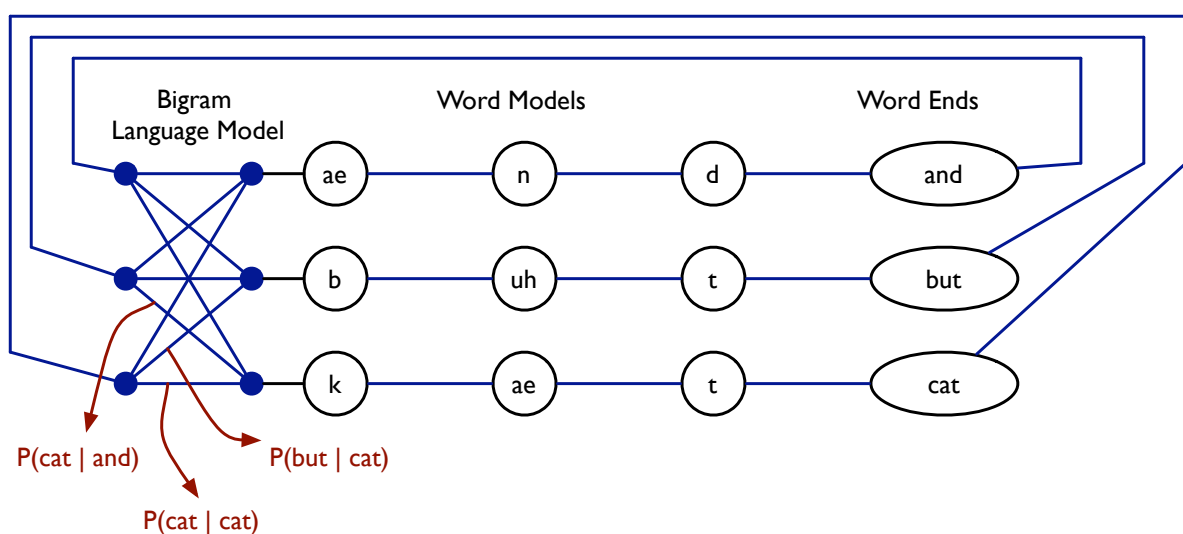 Bigram
Language Model
Word Models
Word Ends
ae
n
d
and
b
uh
t
but
k
ae
t
cat
P(cat | and)
P(but | cat)
P(cat | cat)